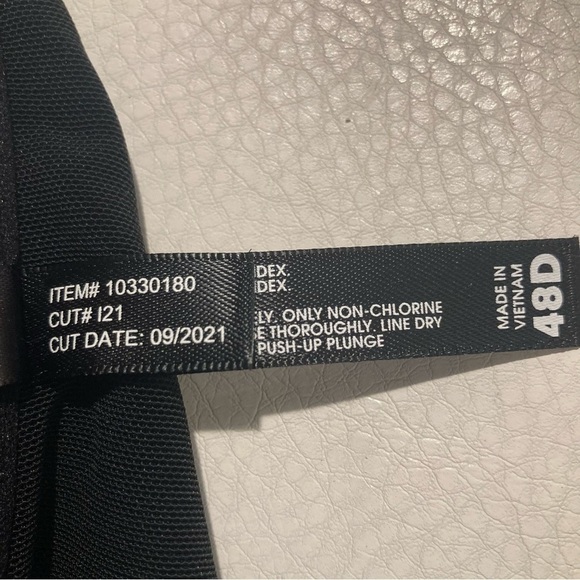 ITEM# 10330180
CUT# I21
CUT DATE: 09/2021
DEX.
DEX.
LY. ONLY NON-CHLORINE
E THOROUGHLY. LINE DRY
PUSH-UP PLUNGE
MADE IN
VIETNAM
48D